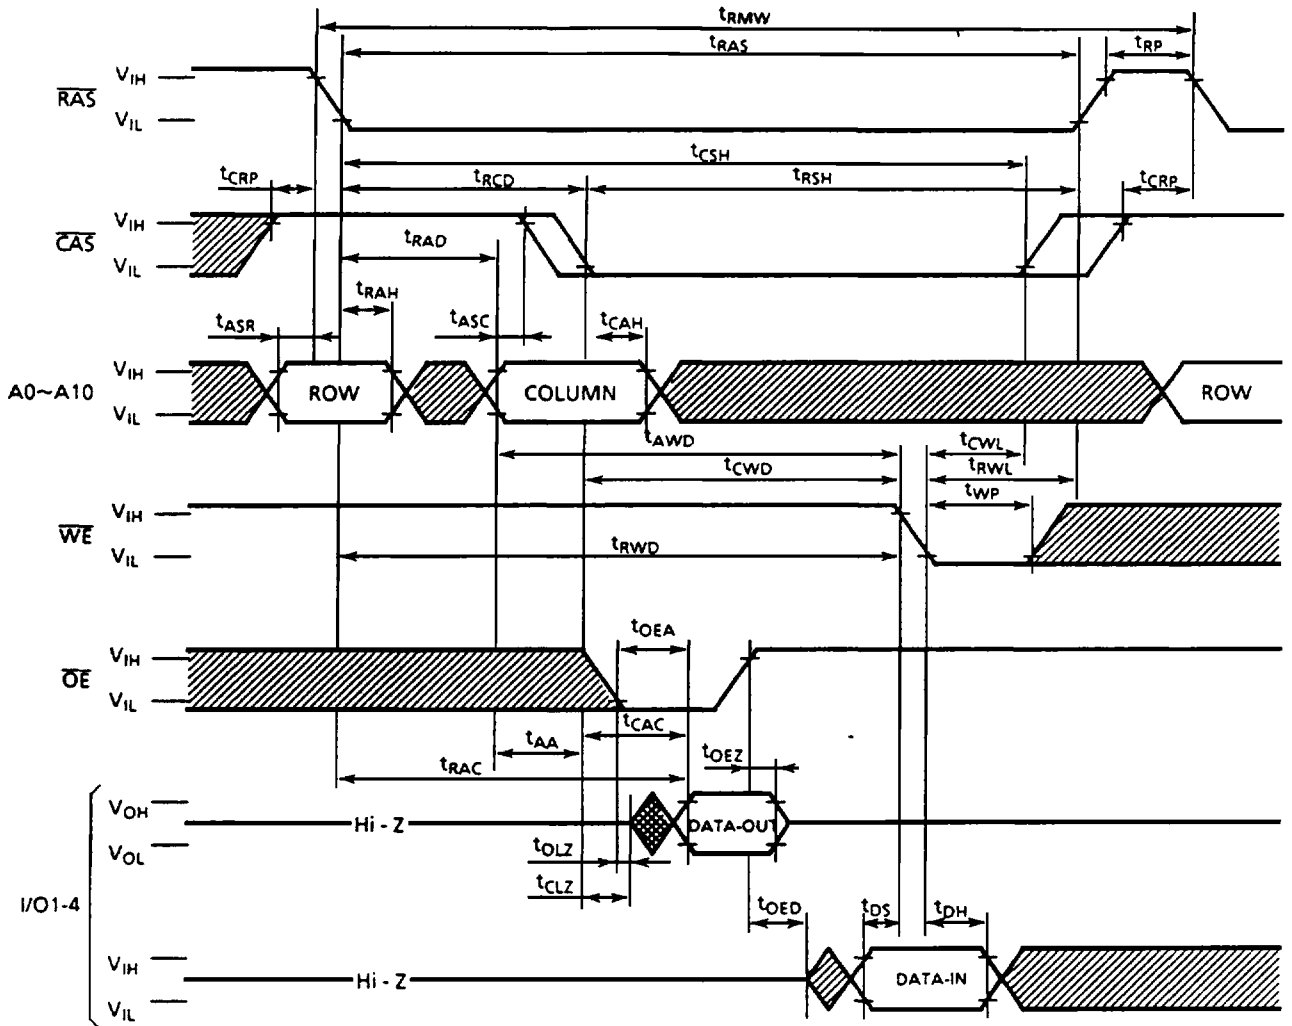 tRMW
tRAS
tRP
VIH
RAS
VIL
tCSH
tCRP
tRCD
tRSH
tCRP
VIH
CAS
VIL
tRAD
tRAH
tASR
tASC
tCAH
VIH
A0~A10
ROW
COLUMN
ROW
VIL
tAWD
tCWL
tCWD
tRWL
tWP
VIH
WE
VIL
tRWD
tOEA
VIH
OE
VIL
tCAC
tAA
tOEZ
tRAC
VOH
Hi - Z
DATA-OUT
VOL
tOLZ
tCLZ
I/O1-4
tOED
tDS
tDH
VIH
Hi - Z
DATA-IN
VIL